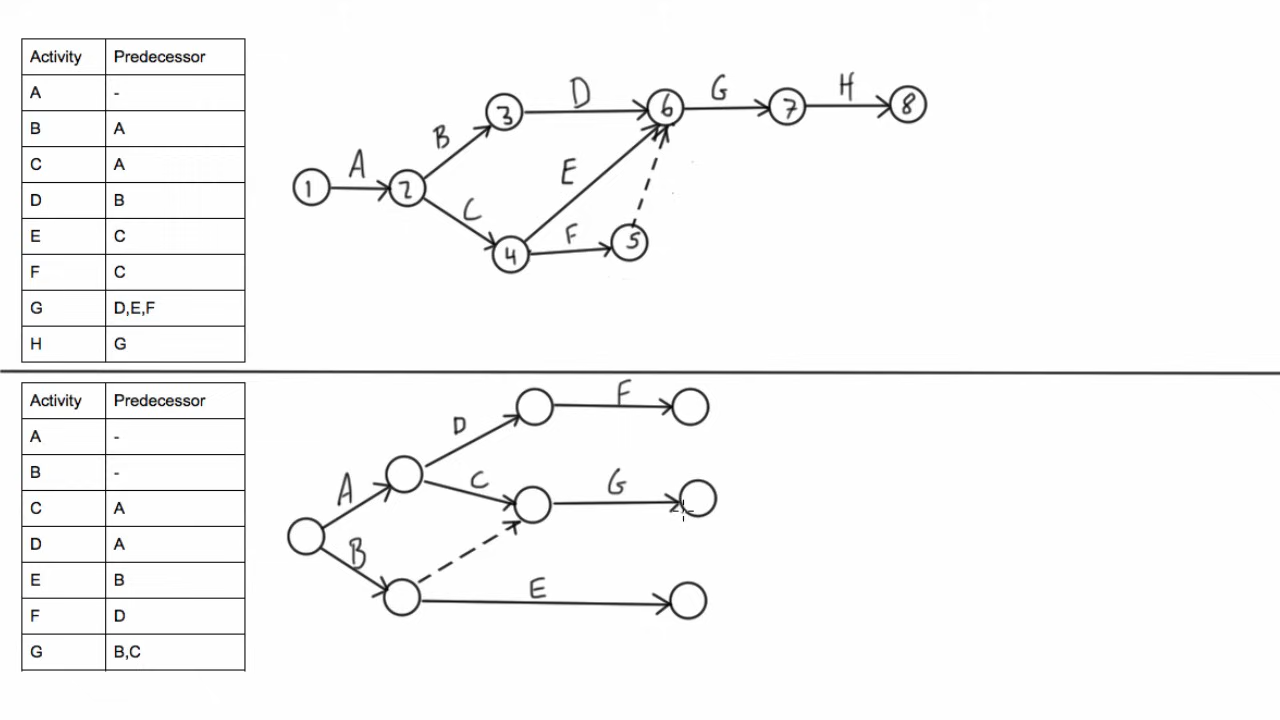 Activity Predecessor
A -
B A
C A
D B
E C
F C
G D,E,F
H G
D G H
B 3 6 7 8
A E
1 2 C F 5
4
Activity Predecessor
A -
B -
C A
D A
E B
F D
G B,C
F
D
A C G
B
E